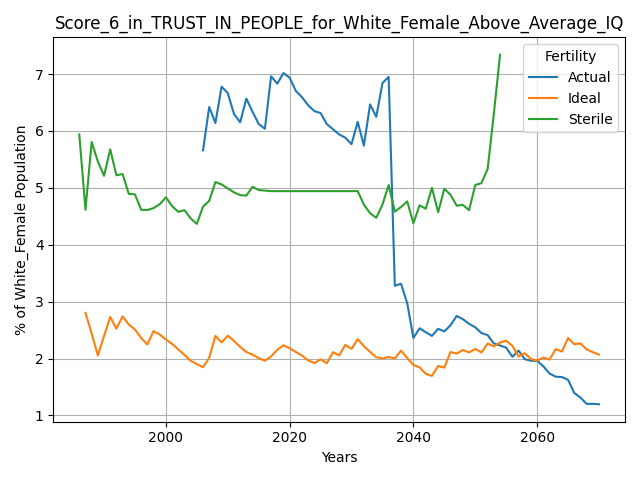 Score_6_in_TRUST_IN_PEOPLE_for_White_Female_Above_Average_IQ
Fertility
Actual
Ideal
Sterile
% of White_Female Population
7
6
5
4
3
2
1
2000
2020
2040
2060
Years